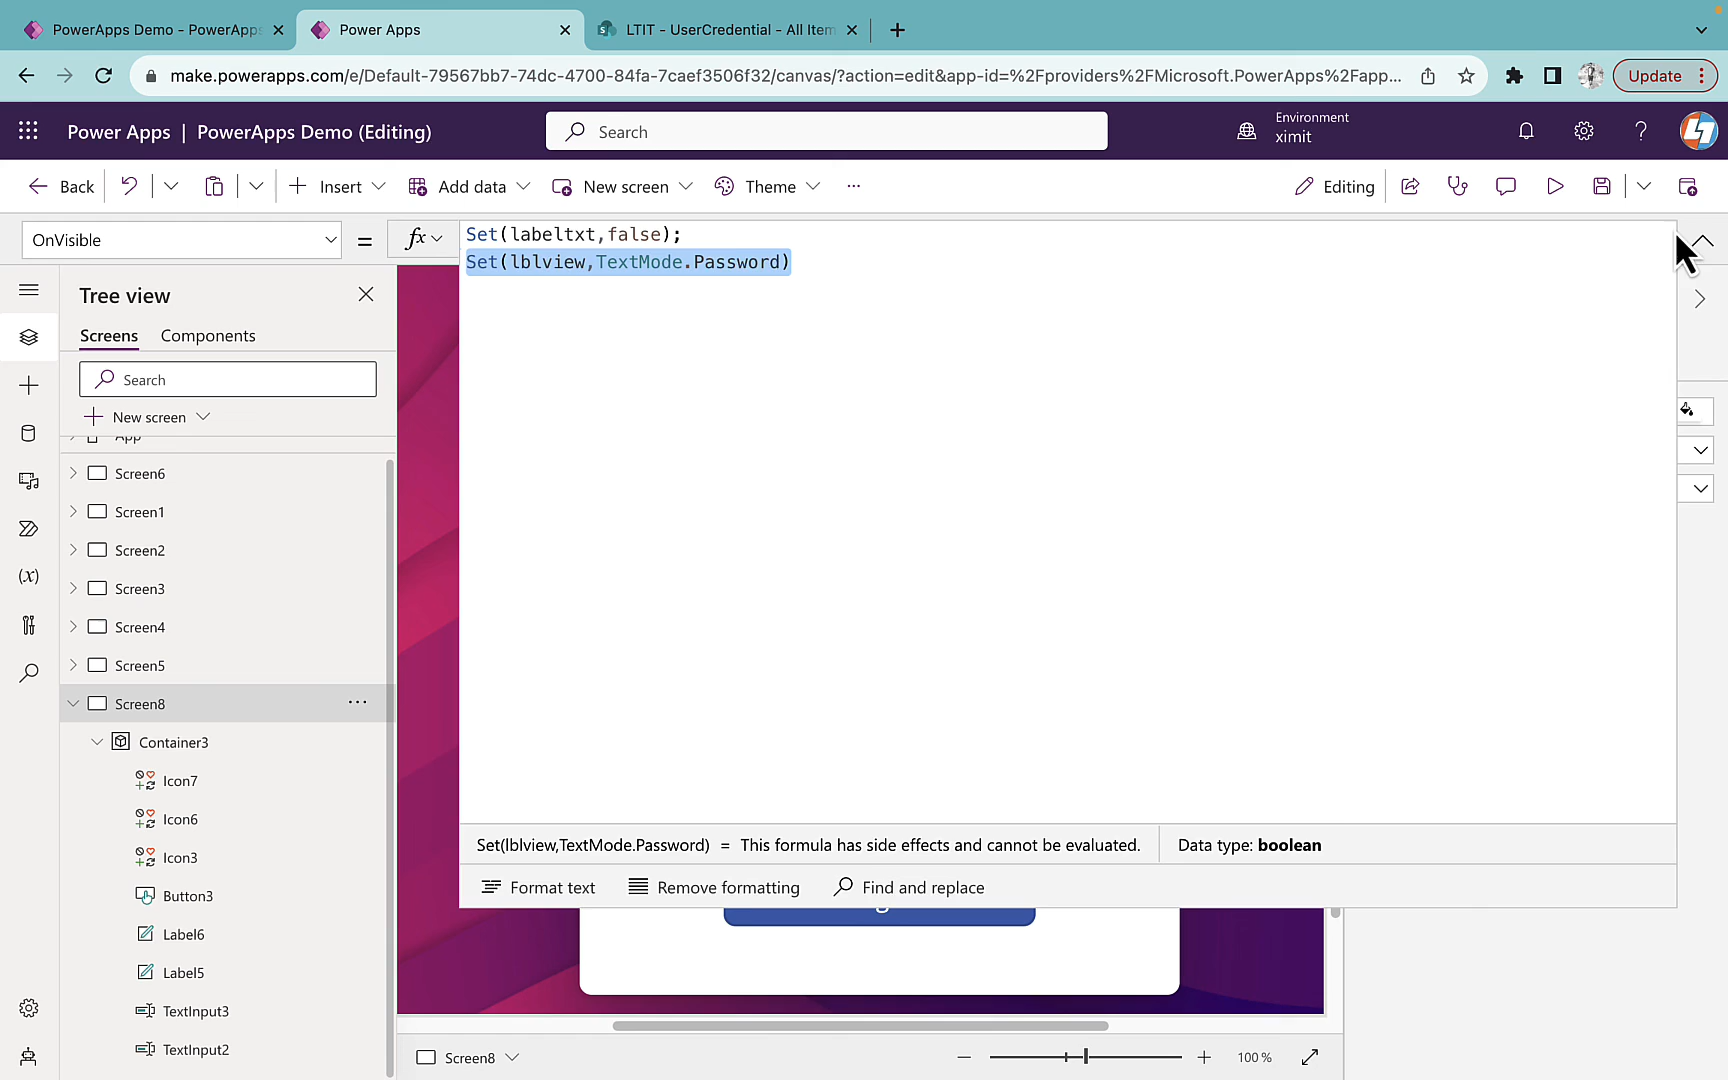 PowerApps Demo - PowerApps
Power Apps
LTIT - UserCredential - All Item
make.powerapps.com/e/Default-79567bb7-74dc-4700-84fa-7caef3506f32/canvas/?action=edit&app-id=%2Fproviders%2FMicrosoft.PowerApps%2Fapp...
Update
Power Apps | PowerApps Demo (Editing)
Search
Environment
ximit
Back
Insert
Add data
New screen
Theme
Editing
OnVisible
=
fx
Set(labeltxt,false);
Set(lblview,TextMode.Password)
Tree view
Screens
Components
Search
New screen
App
Screen6
Screen1
Screen2
Screen3
Screen4
Screen5
Screen8
Container3
Icon7
Icon6
Icon3
Button3
Label6
Label5
TextInput3
TextInput2
(x)
Set(lblview,TextMode.Password) = This formula has side effects and cannot be evaluated.
Data type: boolean
Format text
Remove formatting
Find and replace
Screen8
100 %